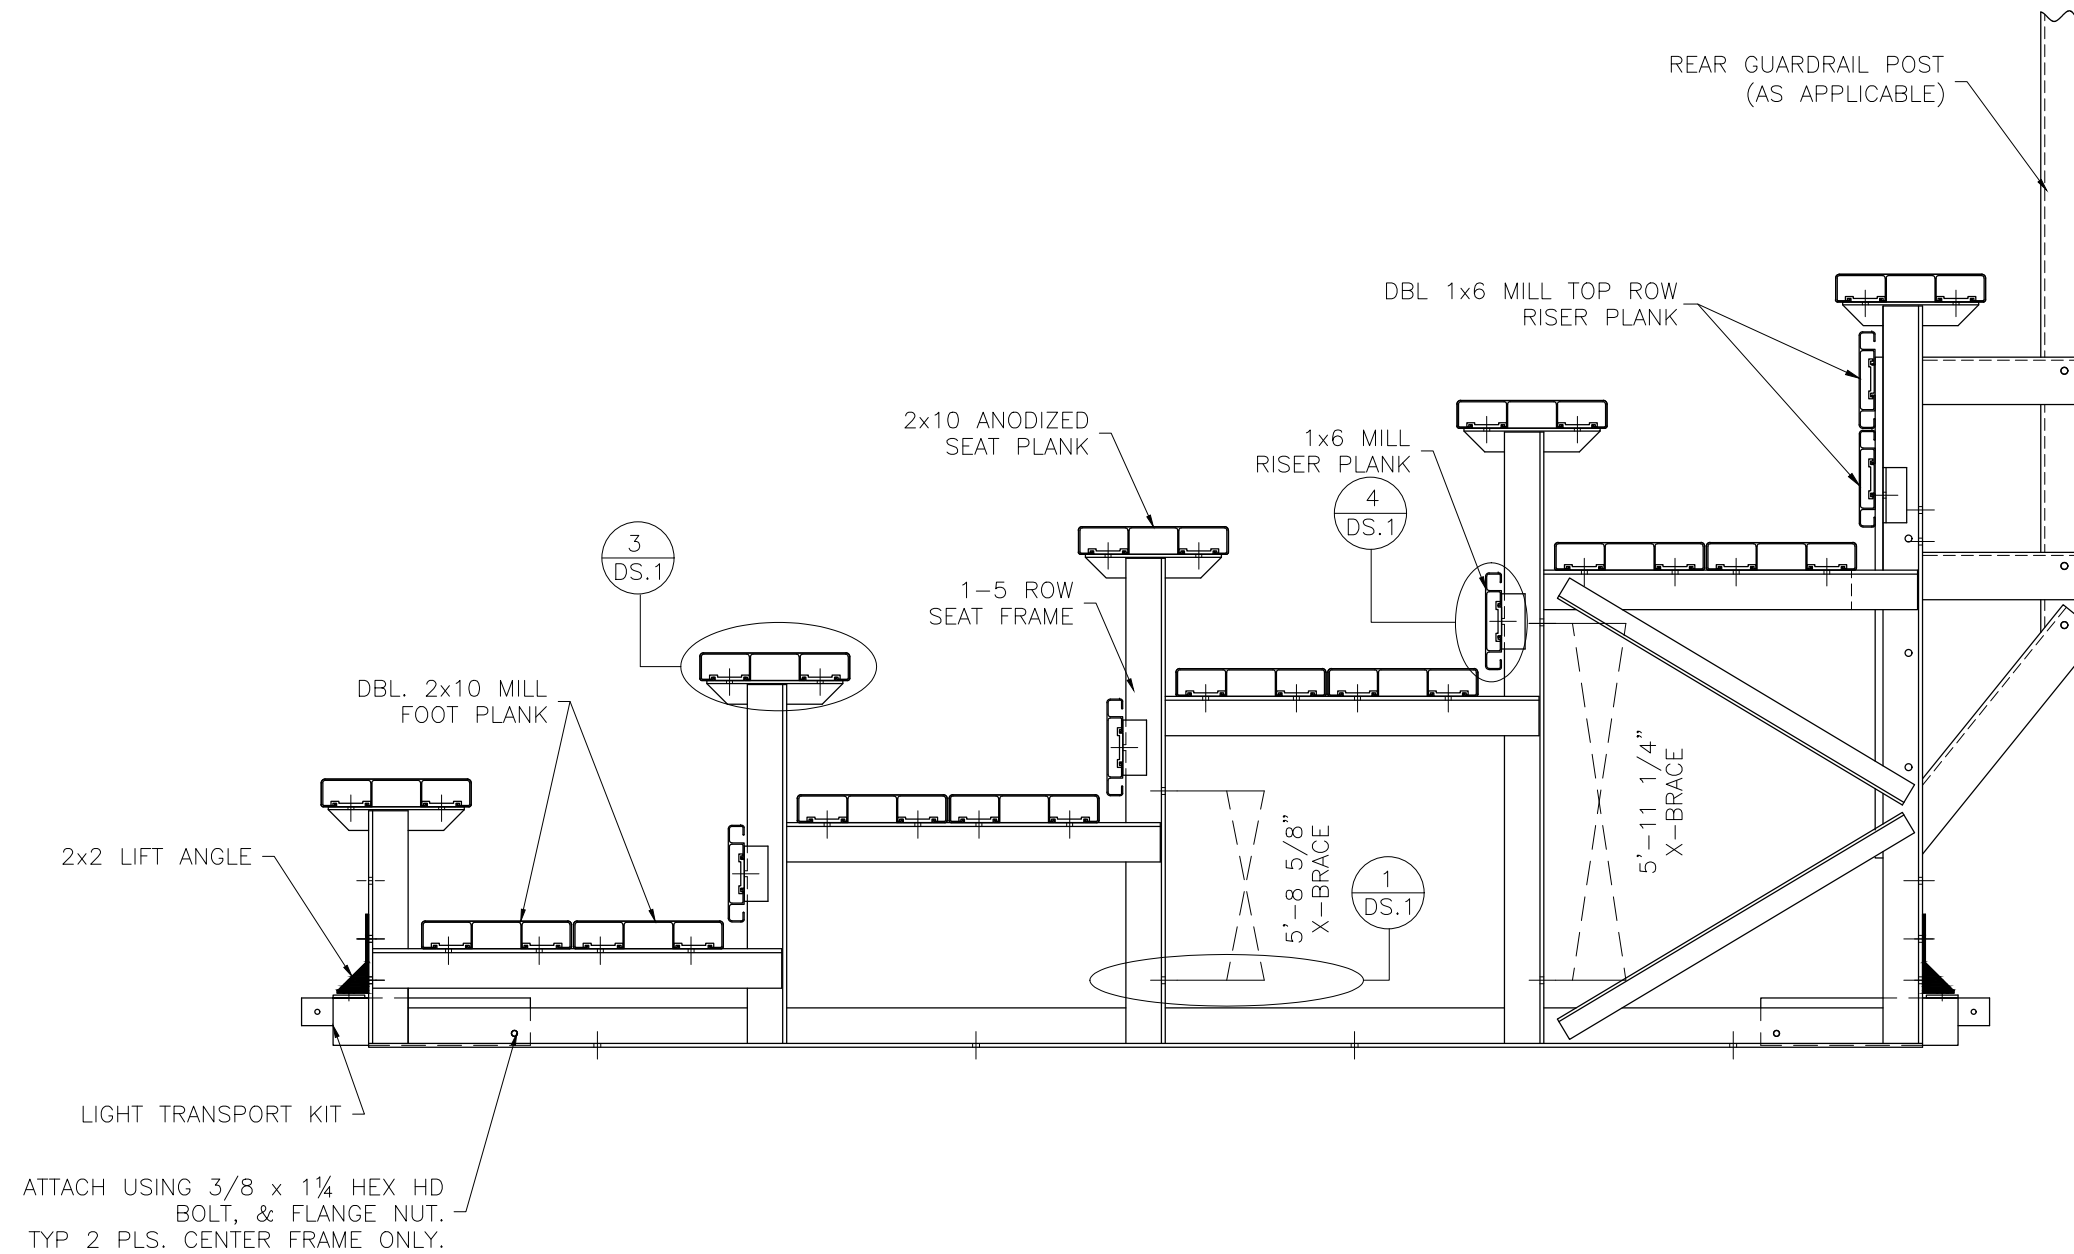 REAR GUARDRAIL POST
(AS APPLICABLE)
DBL 1x6 MILL TOP ROW
RISER PLANK
2x10 ANODIZED
SEAT PLANK
1x6 MILL
RISER PLANK
4
DS.1
3
DS.1
1-5 ROW
SEAT FRAME
DBL. 2x10 MILL
FOOT PLANK
5'-11 1/4"
X-BRACE
5'-8 5/8"
X-BRACE
2x2 LIFT ANGLE
1
DS.1
LIGHT TRANSPORT KIT
ATTACH USING 3/8 x 1¼ HEX HD
BOLT, & FLANGE NUT.
TYP 2 PLS. CENTER FRAME ONLY.